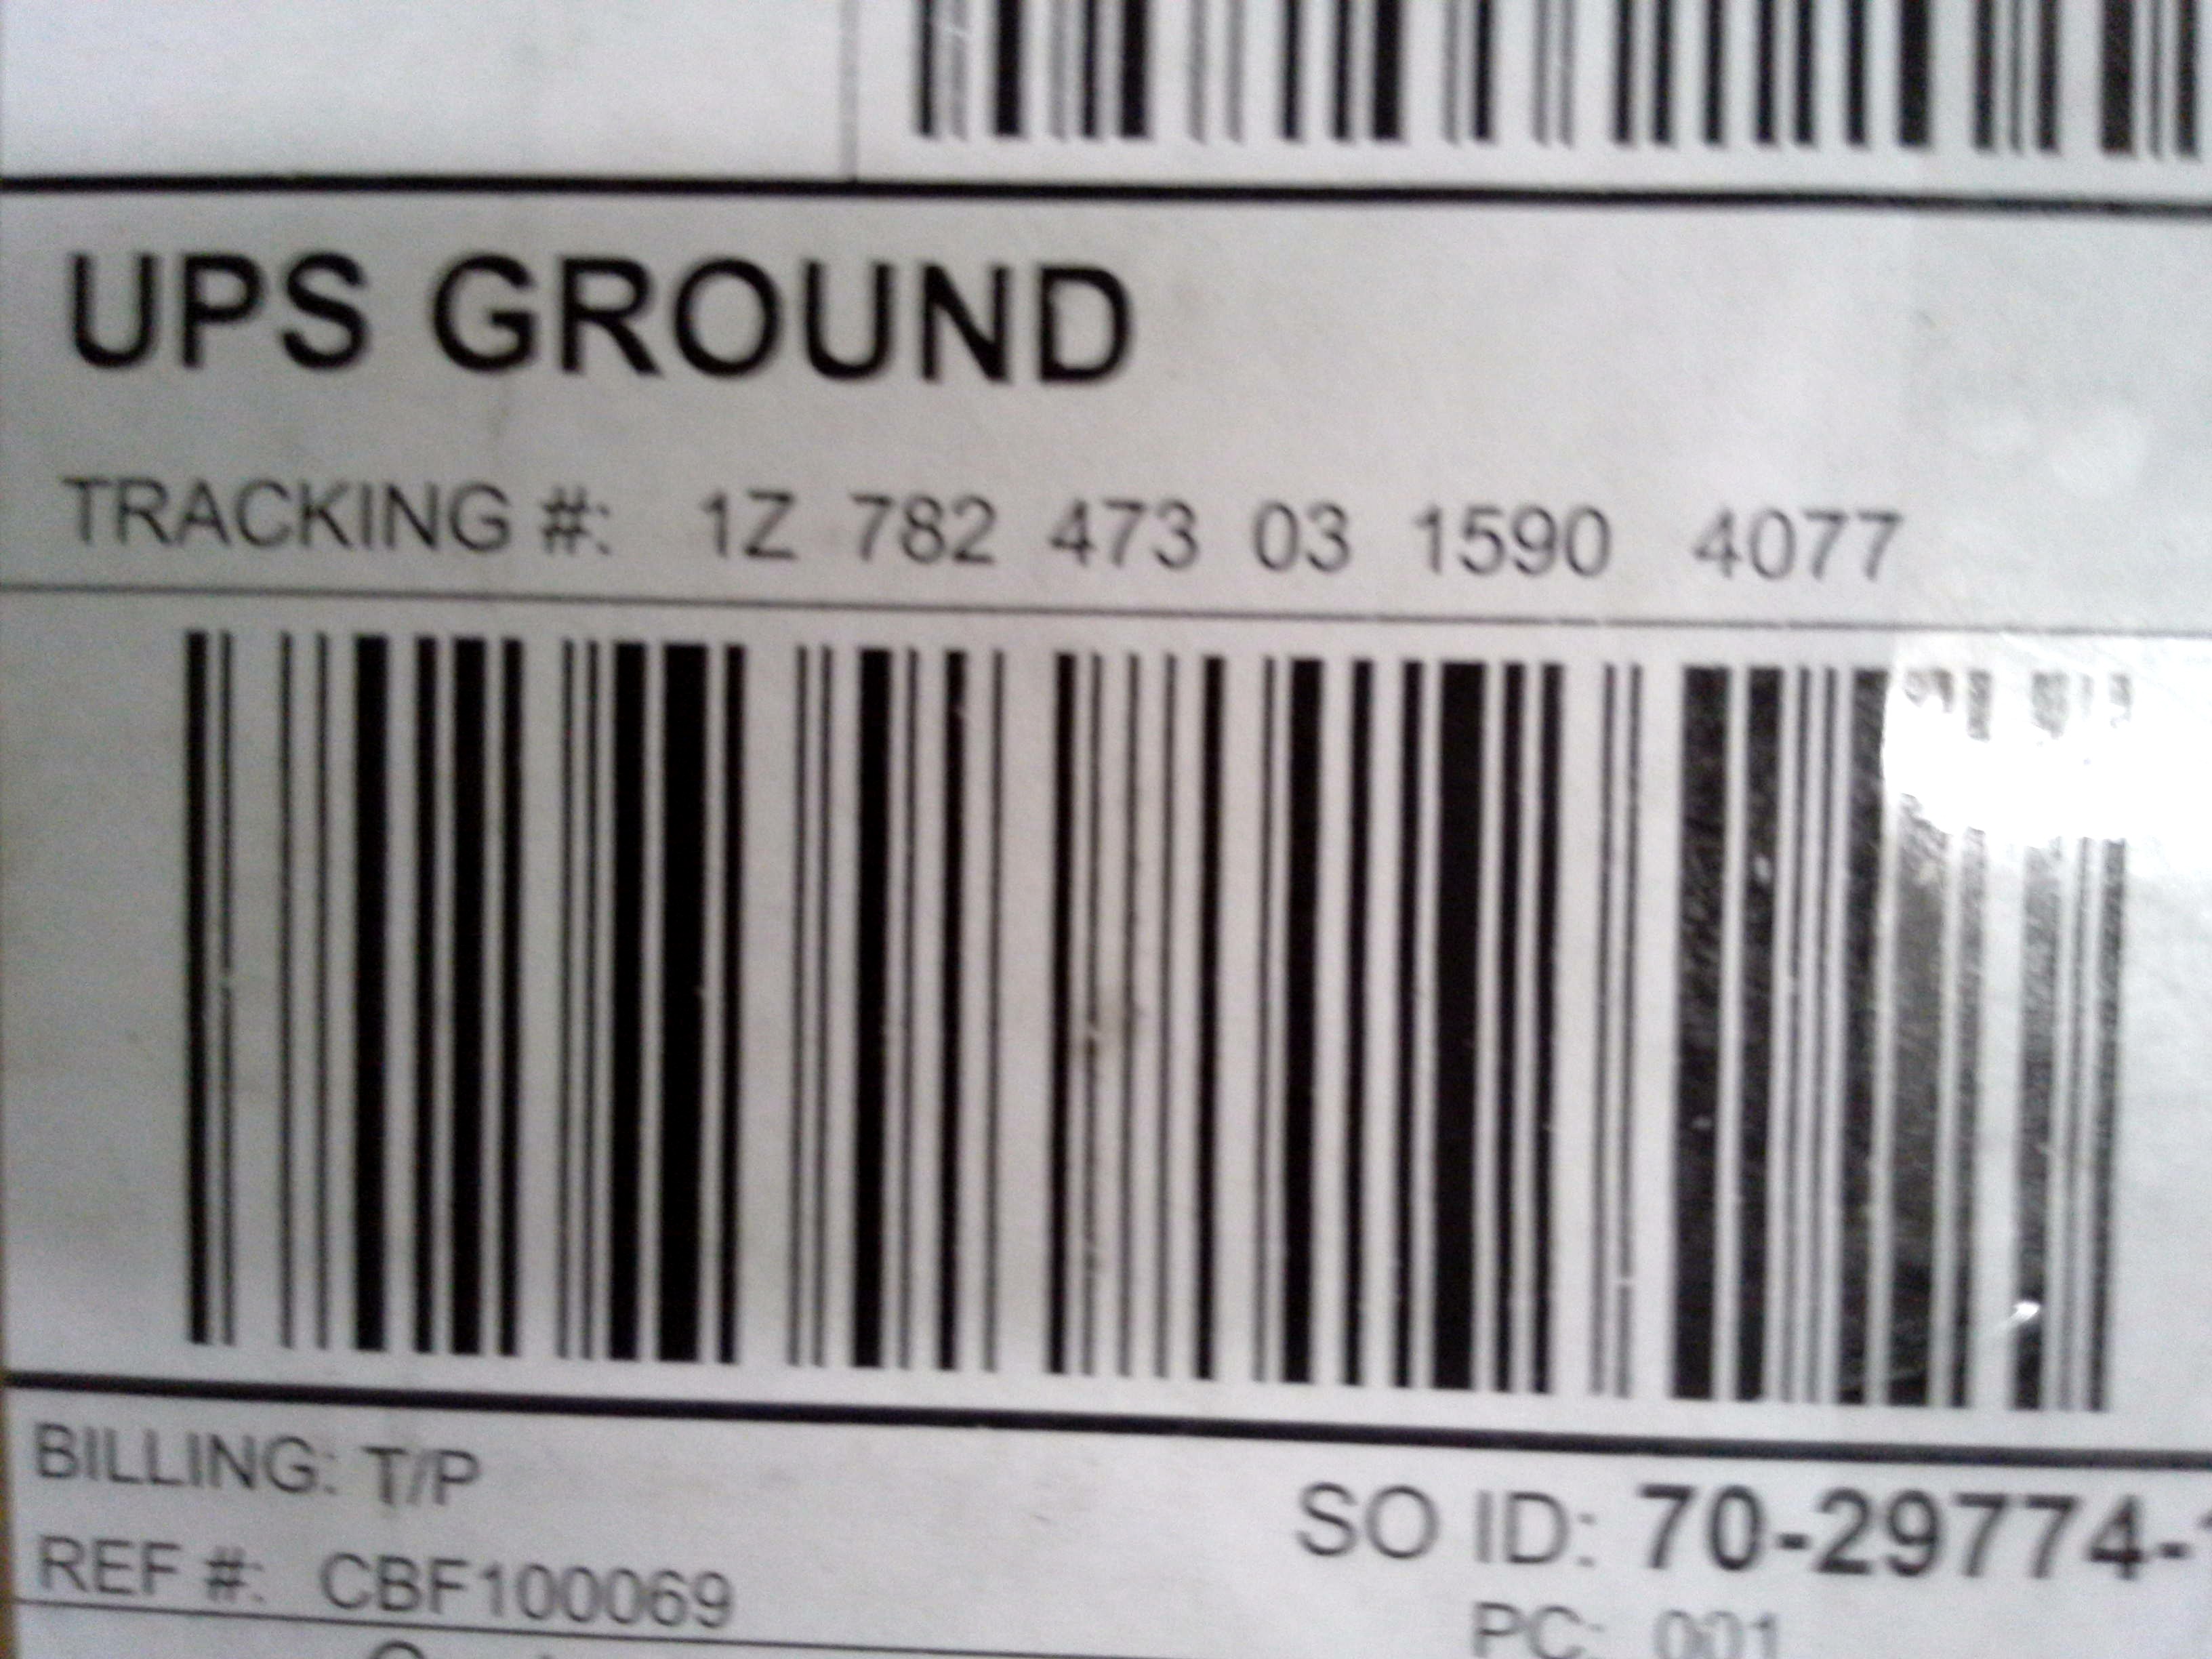 UPS GROUND
TRACKING #: 1Z 782 473 03 1590 4077
BILLING: T/P
REF #: CBF100069
SO ID: 70-29774-
PC: 001